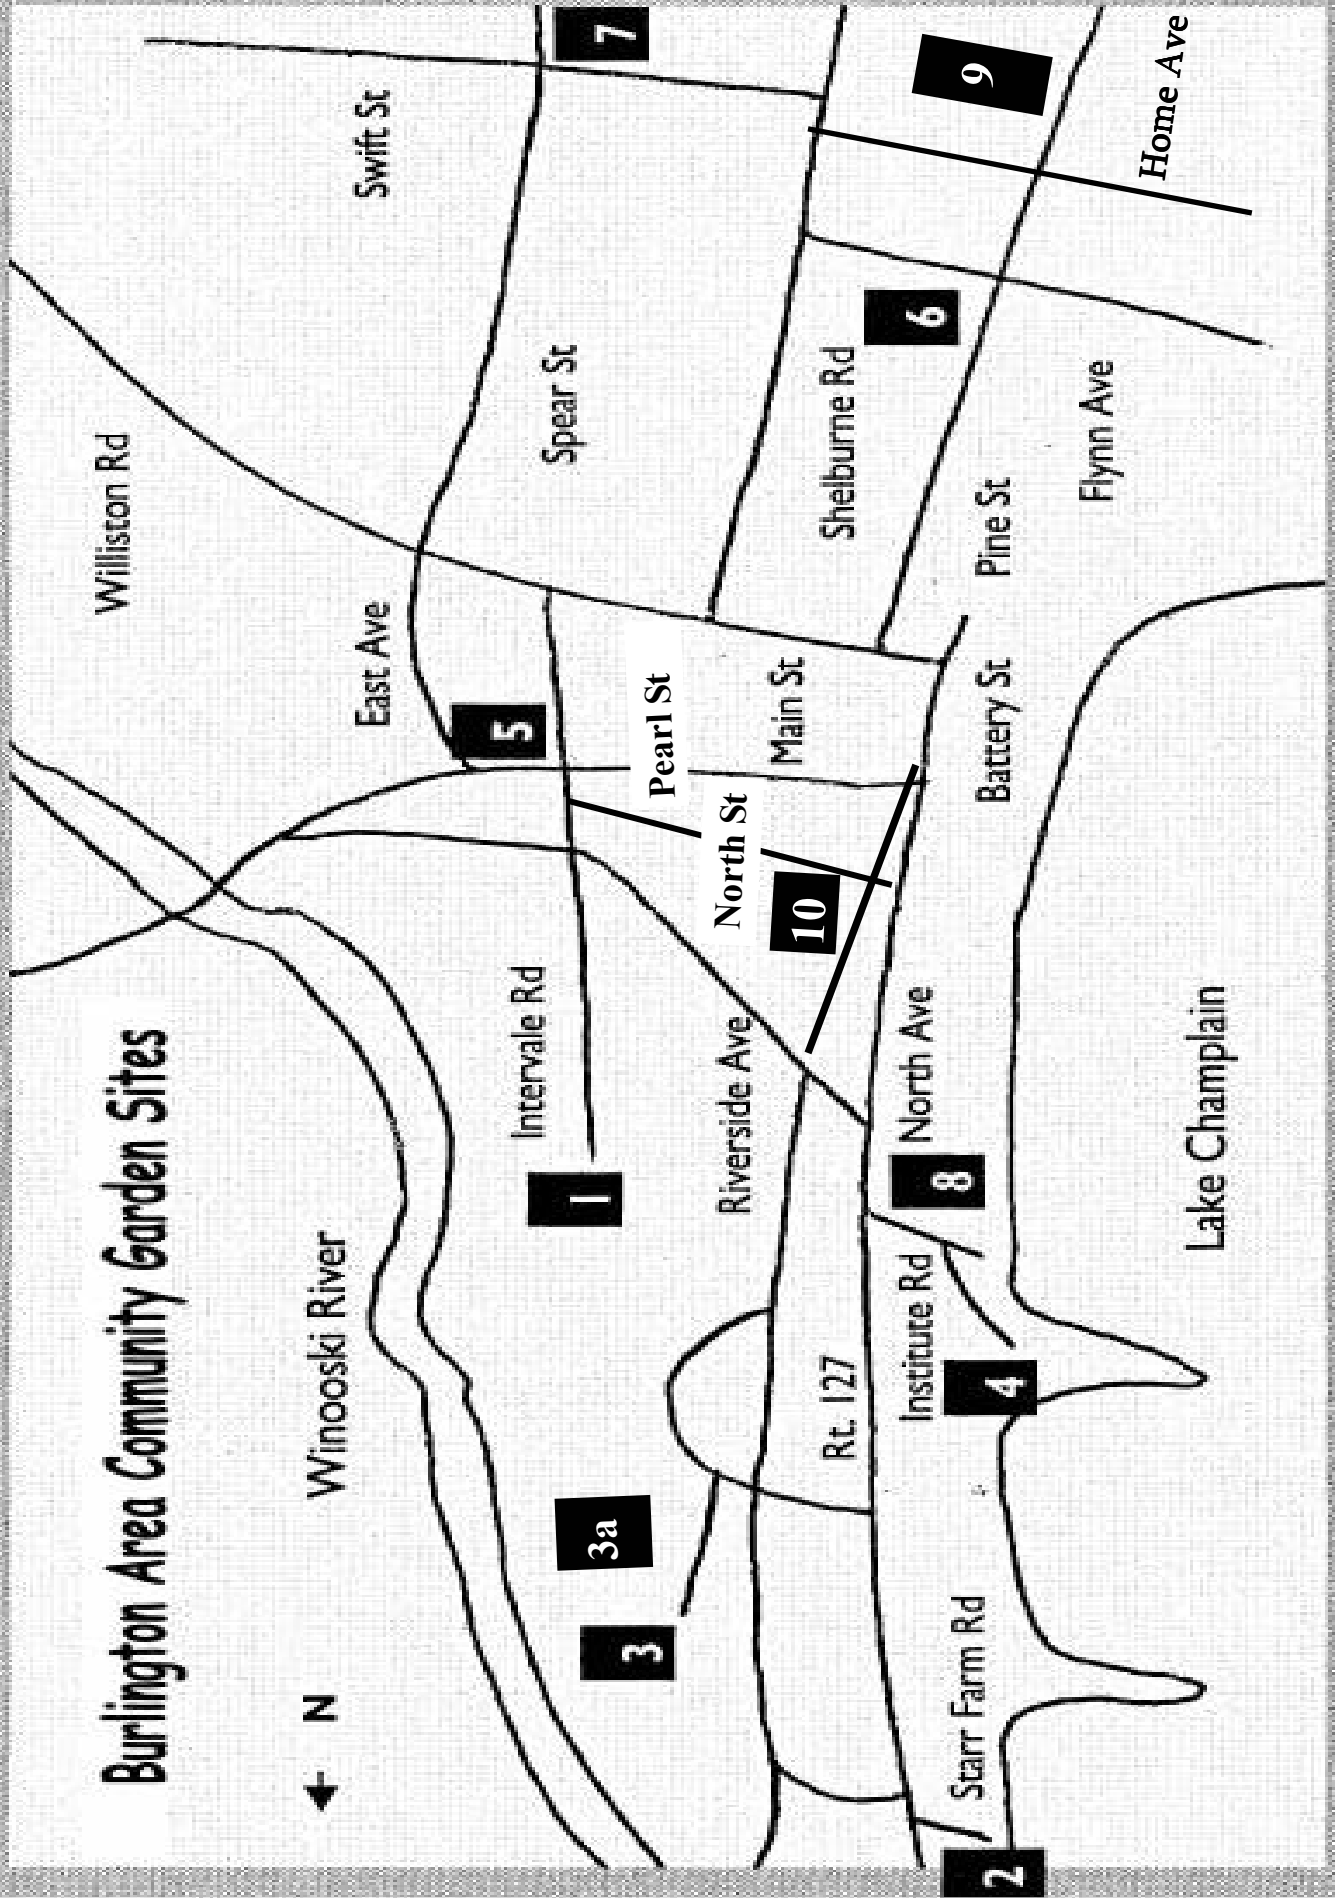 Burlington Area Community Garden Sites
N
Winooski River
Williston Rd
East Ave
Swift St
7
Intervale Rd
5
Spear St
3a
1
3
Pearl St
North St
Riverside Ave
10
Main St
Shelburne Rd
6
9
Rt. 127
Institute Rd
North Ave
8
Starr Farm Rd
4
2
Battery St
Pine St
Flynn Ave
Home Ave
Lake Champlain